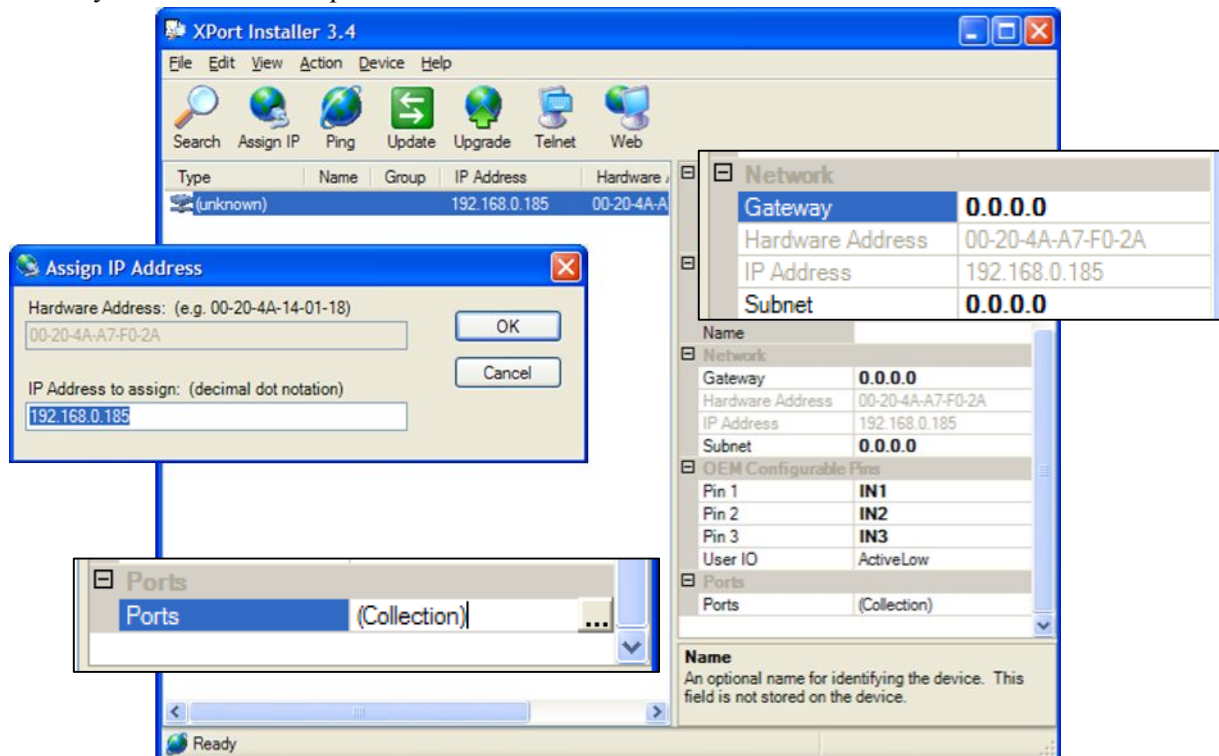 XPort Installer 3.4
File Edit View Action Device Help
Search Assign IP Ping Update Upgrade Telnet Web
Type Name Group IP Address Hardware
(unknown) 192.168.0.185 00-20-4A-A
Network
Gateway 0.0.0.0
Hardware Address 00-20-4A-A7-F0-2A
IP Address 192.168.0.185
Subnet 0.0.0.0
Assign IP Address
Hardware Address: (e.g. 00-20-4A-14-01-18)
00-20-4A-A7-F0-2A
OK
Cancel
IP Address to assign: (decimal dot notation)
192.168.0.185
Name
Network
Gateway 0.0.0.0
Hardware Address 00-20-4A-A7-F0-2A
IP Address 192.168.0.185
Subnet 0.0.0.0
OEM Configurable Pins
Pin 1 IN1
Pin 2 IN2
Pin 3 IN3
User IO ActiveLow
Ports
Ports (Collection)
Ports
Ports (Collection) ...
Name
An optional name for identifying the device. This
field is not stored on the device.
Ready